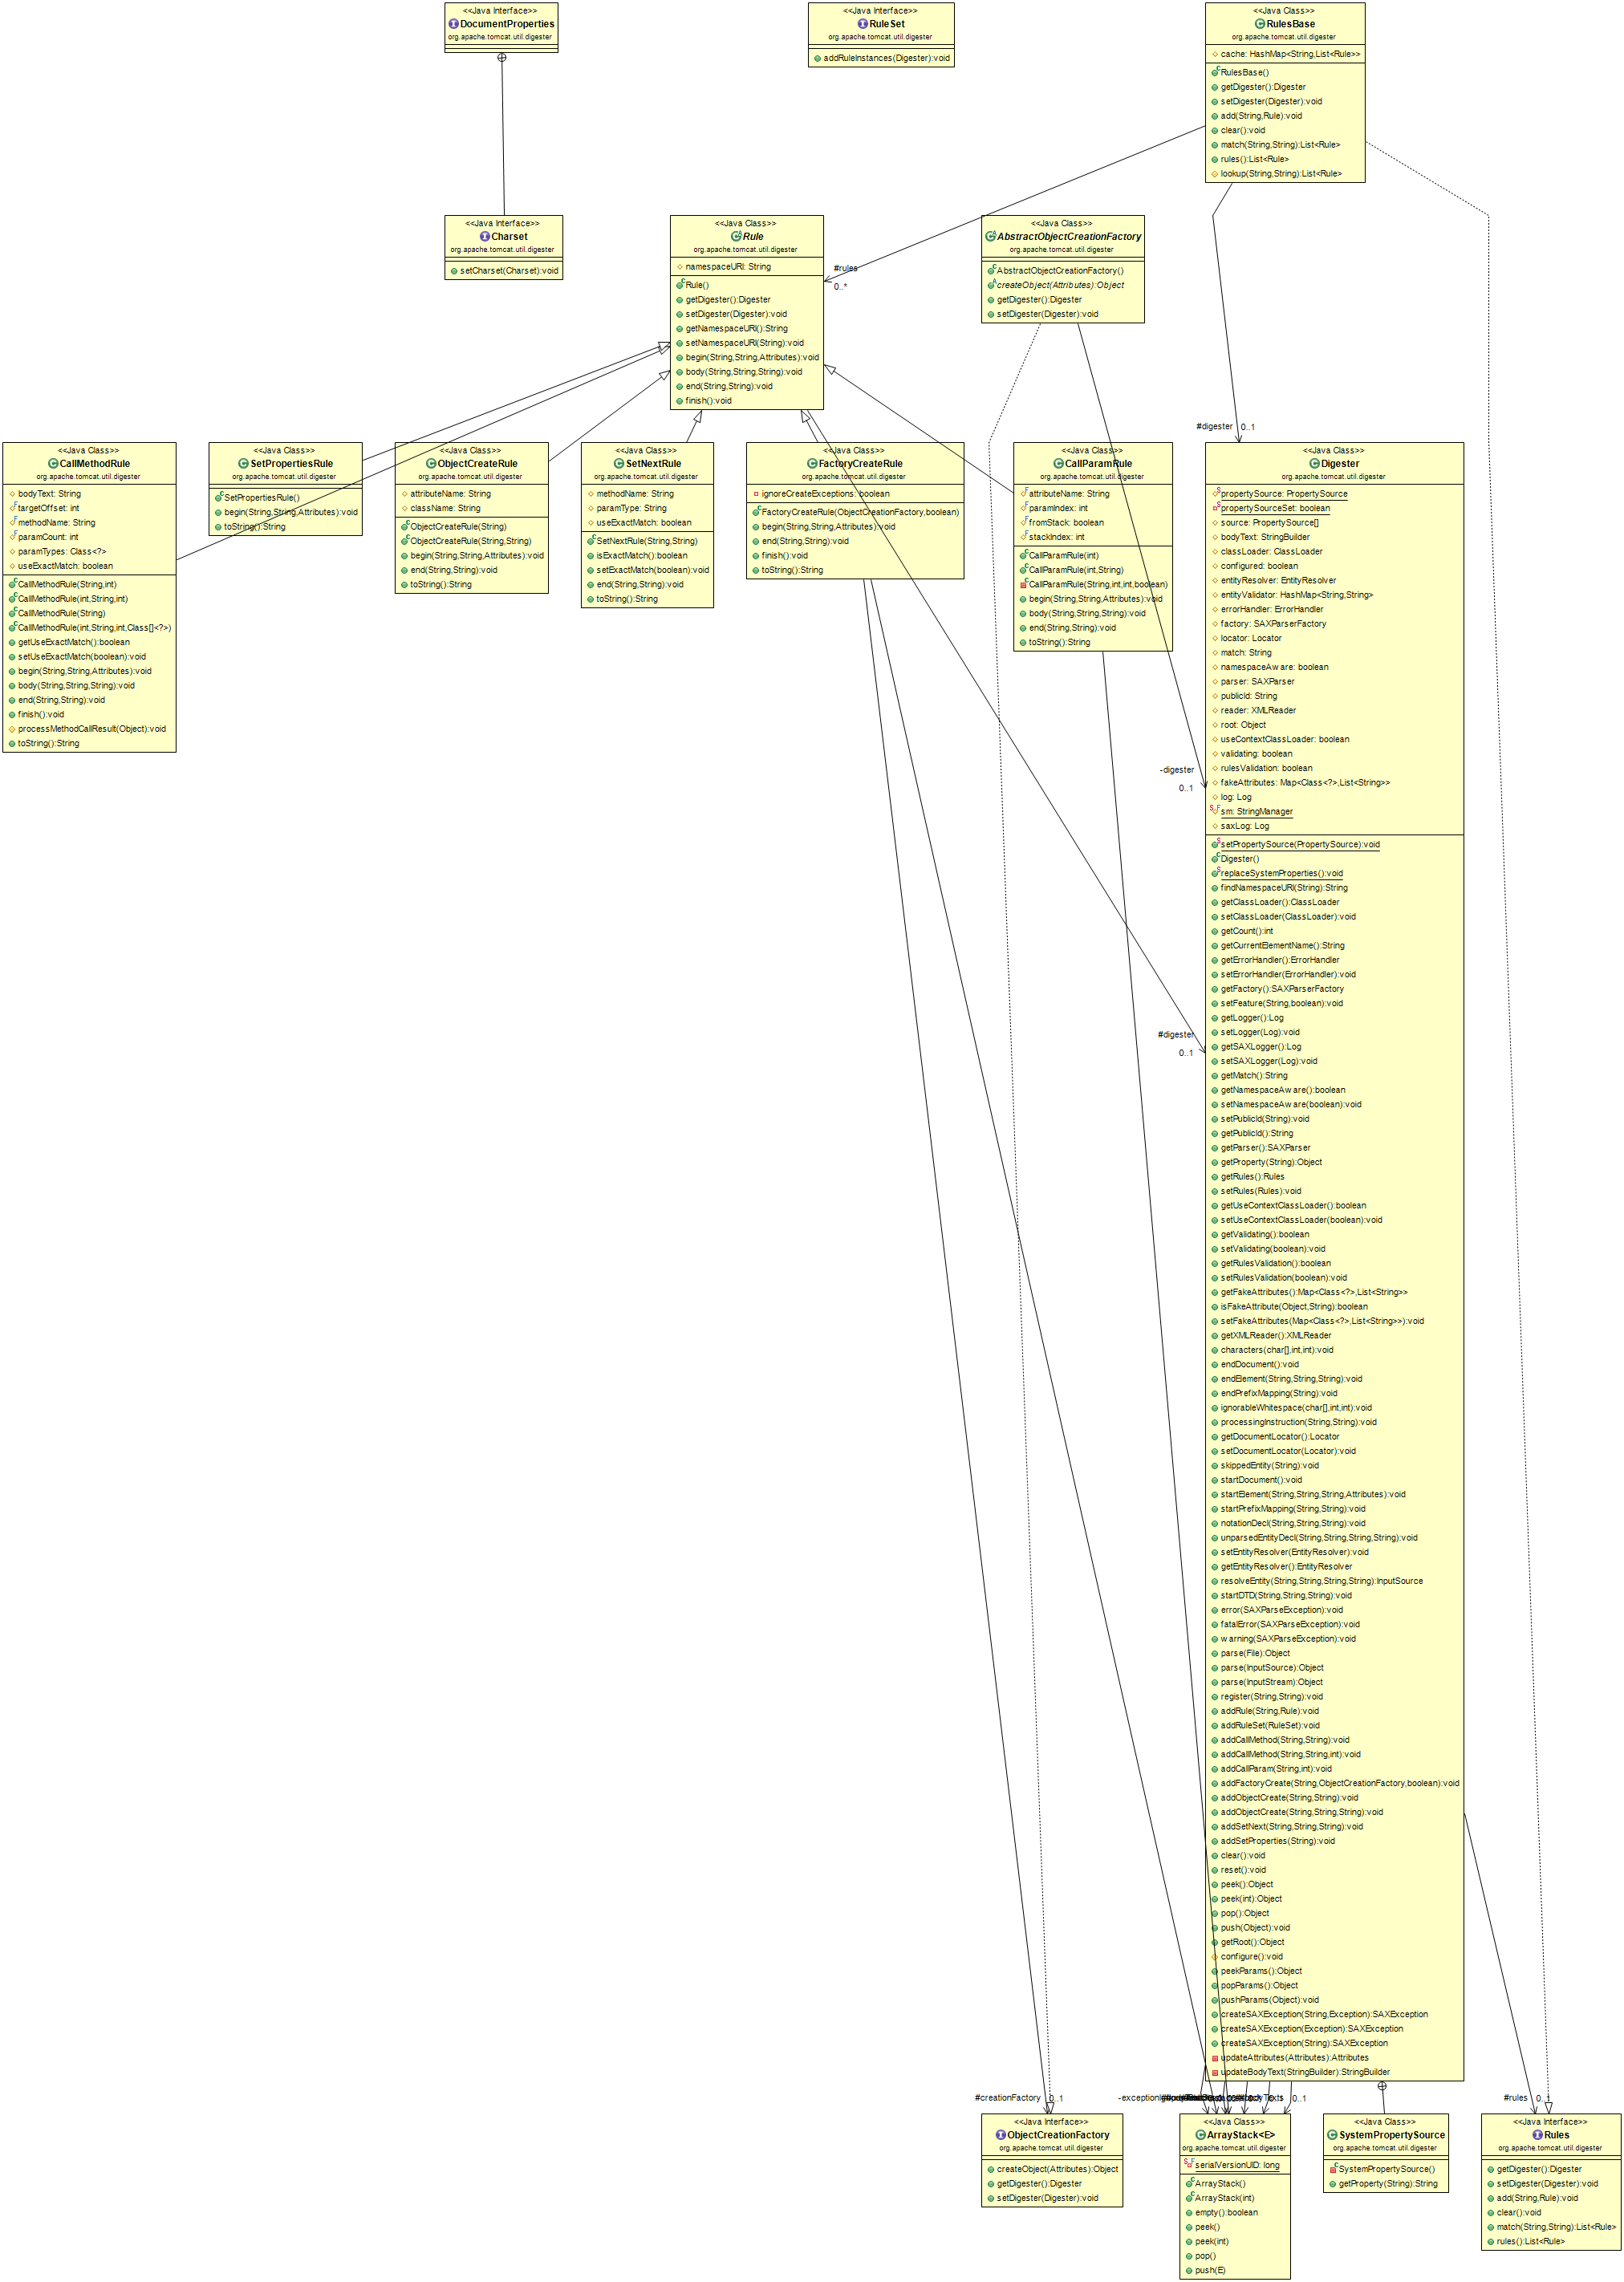 <<Java Interface>>
DocumentProperties
org.apache.tomcat.util.digester
<<Java Interface>>
RuleSet
org.apache.tomcat.util.digester
addRuleInstances(Digester):void
<<Java Class>>
RulesBase
org.apache.tomcat.util.digester
cache: HashMap<String,List<Rule>>
RulesBase()
getDigester():Digester
setDigester(Digester):void
add(String,Rule):void
clear():void
match(String,String):List<Rule>
rules():List<Rule>
lookup(String,String):List<Rule>
<<Java Interface>>
Charset
org.apache.tomcat.util.digester
setCharset(Charset):void
<<Java Class>>
Rule
org.apache.tomcat.util.digester
namespaceURI: String
Rule()
getDigester():Digester
setDigester(Digester):void
getNamespaceURI():String
setNamespaceURI(String):void
begin(String,String,Attributes):void
body(String,String,String):void
end(String,String):void
finish():void
#rules
0..*
<<Java Class>>
AbstractObjectCreationFactory
org.apache.tomcat.util.digester
AbstractObjectCreationFactory()
createObject(Attributes):Object
getDigester():Digester
setDigester(Digester):void
#digester
0..1
<<Java Class>>
CallMethodRule
org.apache.tomcat.util.digester
bodyText: String
targetOffset: int
methodName: String
paramCount: int
paramTypes: Class<?>
useExactMatch: boolean
CallMethodRule(String,int)
CallMethodRule(int,String,int)
CallMethodRule(String)
CallMethodRule(int,String,int,Class[]<?>)
getUseExactMatch():boolean
setUseExactMatch(boolean):void
begin(String,String,Attributes):void
body(String,String,String):void
end(String,String):void
finish():void
processMethodCallResult(Object):void
toString():String
<<Java Class>>
SetPropertiesRule
org.apache.tomcat.util.digester
SetPropertiesRule()
begin(String,String,Attributes):void
toString():String
<<Java Class>>
ObjectCreateRule
org.apache.tomcat.util.digester
attributeName: String
className: String
ObjectCreateRule(String)
ObjectCreateRule(String,String)
begin(String,String,Attributes):void
end(String,String):void
toString():String
<<Java Class>>
SetNextRule
org.apache.tomcat.util.digester
methodName: String
paramType: String
useExactMatch: boolean
SetNextRule(String,String)
isExactMatch():boolean
setExactMatch(boolean):void
end(String,String):void
toString():String
<<Java Class>>
FactoryCreateRule
org.apache.tomcat.util.digester
ignoreCreateExceptions: boolean
FactoryCreateRule(ObjectCreationFactory,boolean)
begin(String,String,Attributes):void
end(String,String):void
finish():void
toString():String
<<Java Class>>
CallParamRule
org.apache.tomcat.util.digester
attributeName: String
paramIndex: int
fromStack: boolean
stackIndex: int
CallParamRule(int)
CallParamRule(int,String)
CallParamRule(String,int,int,boolean)
begin(String,String,Attributes):void
body(String,String,String):void
end(String,String):void
toString():String
<<Java Class>>
Digester
org.apache.tomcat.util.digester
propertySource: PropertySource
propertySourceSet: boolean
source: PropertySource[]
bodyText: StringBuilder
classLoader: ClassLoader
configured: boolean
entityResolver: EntityResolver
entityValidator: HashMap<String,String>
errorHandler: ErrorHandler
factory: SAXParserFactory
locator: Locator
match: String
namespaceAware: boolean
parser: SAXParser
publicId: String
reader: XMLReader
root: Object
useContextClassLoader: boolean
validating: boolean
rulesValidation: boolean
fakeAttributes: Map<Class<?>,List<String>>
log: Log
sm: StringManager
saxLog: Log
setPropertySource(PropertySource):void
Digester()
replaceSystemProperties():void
findNamespaceURI(String):String
getClassLoader():ClassLoader
setClassLoader(ClassLoader):void
getCount():int
getCurrentElementName():String
getErrorHandler():ErrorHandler
setErrorHandler(ErrorHandler):void
getFactory():SAXParserFactory
setFeature(String,boolean):void
getLogger():Log
setLogger(Log):void
getSAXLogger():Log
setSAXLogger(Log):void
getMatch():String
getNamespaceAware():boolean
setNamespaceAware(boolean):void
setPublicId(String):void
getPublicId():String
getParser():SAXParser
getProperty(String):Object
getRules():Rules
setRules(Rules):void
getUseContextClassLoader():boolean
setUseContextClassLoader(boolean):void
getValidating():boolean
setValidating(boolean):void
getRulesValidation():boolean
setRulesValidation(boolean):void
getFakeAttributes():Map<Class<?>,List<String>>
isFakeAttribute(Object,String):boolean
setFakeAttributes(Map<Class<?>,List<String>>):void
getXMLReader():XMLReader
characters(char[],int,int):void
endDocument():void
endElement(String,String,String):void
endPrefixMapping(String):void
ignorableWhitespace(char[],int,int):void
processingInstruction(String,String):void
getDocumentLocator():Locator
setDocumentLocator(Locator):void
skippedEntity(String):void
startDocument():void
startElement(String,String,String,Attributes):void
startPrefixMapping(String,String):void
notationDecl(String,String,String):void
unparsedEntityDecl(String,String,String,String):void
setEntityResolver(EntityResolver):void
getEntityResolver():EntityResolver
resolveEntity(String,String,String,String):InputSource
startDTD(String,String,String):void
error(SAXParseException):void
fatalError(SAXParseException):void
warning(SAXParseException):void
parse(File):Object
parse(InputSource):Object
parse(InputStream):Object
register(String,String):void
addRule(String,Rule):void
addRuleSet(RuleSet):void
addCallMethod(String,String):void
addCallMethod(String,String,int):void
addCallParam(String,int):void
addFactoryCreate(String,ObjectCreationFactory,boolean):void
addObjectCreate(String,String):void
addObjectCreate(String,String,String):void
addSetNext(String,String,String):void
addSetProperties(String):void
clear():void
reset():void
peek():Object
peek(int):Object
pop():Object
push(Object):void
getRoot():Object
configure():void
peekParams():Object
popParams():Object
pushParams(Object):void
createSAXException(String,Exception):SAXException
createSAXException(Exception):SAXException
createSAXException(String):SAXException
updateAttributes(Attributes):Attributes
updateBodyText(StringBuilder):StringBuilder
-digester
0..1
#digester
0..1
#creationFactory
0..1
0..1
#rules
0..1
<<Java Interface>>
ObjectCreationFactory
org.apache.tomcat.util.digester
createObject(Attributes):Object
getDigester():Digester
setDigester(Digester):void
<<Java Class>>
ArrayStack<E>
org.apache.tomcat.util.digester
serialVersionUID: long
ArrayStack()
ArrayStack(int)
empty():boolean
peek()
peek(int)
pop()
push(E)
<<Java Class>>
SystemPropertySource
org.apache.tomcat.util.digester
SystemPropertySource()
getProperty(String):String
<<Java Interface>>
Rules
org.apache.tomcat.util.digester
getDigester():Digester
setDigester(Digester):void
add(String,Rule):void
clear():void
match(String,String):List<Rule>
rules():List<Rule>